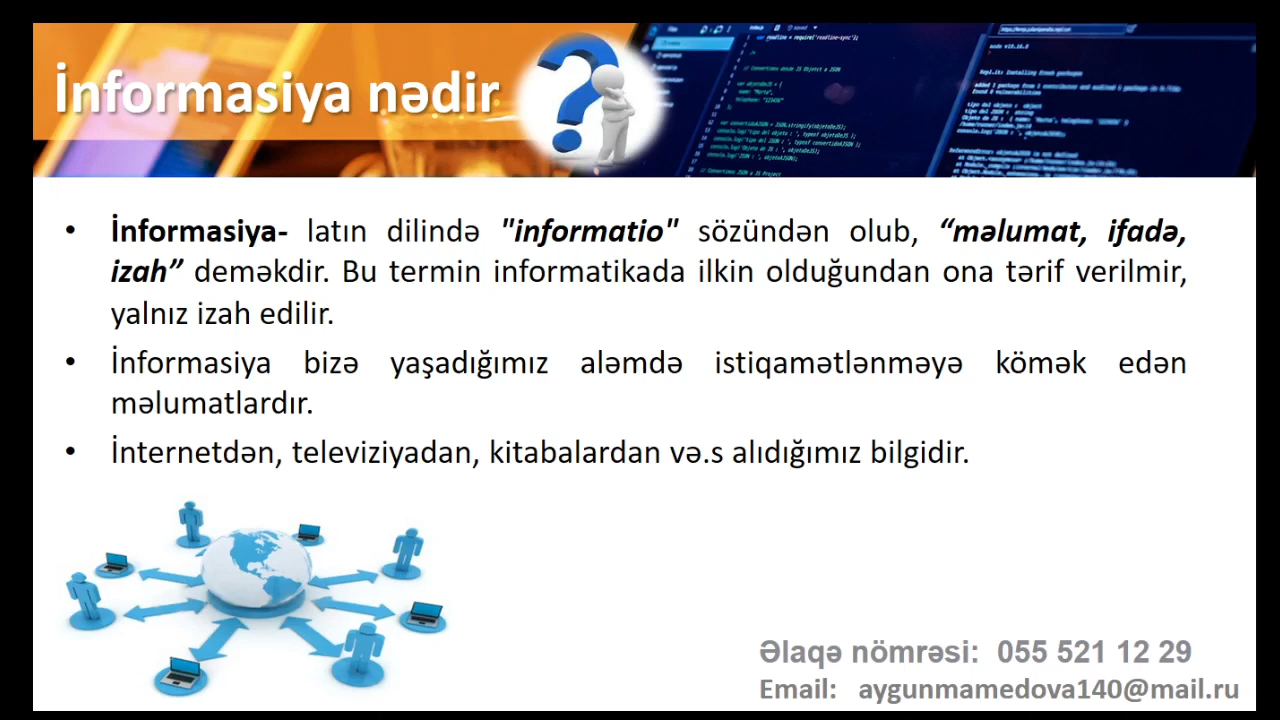 İnformasiya nədir
• İnformasiya- latın dilində "informatio" sözündən olub, “məlumat, ifadə,
izah” deməkdir. Bu termin informatikada ilkin olduğundan ona tərif verilmir,
yalnız izah edilir.
• İnformasiya bizə yaşadığımız aləmdə istiqamətlənməyə kömək edən
məlumatlardır.
• İnternetdən, televiziyadan, kitabalardan və.s alıdığımız bilgidir.
Əlaqə nömrəsi: 055 521 12 29
Email: aygunmamedova140@mail.ru